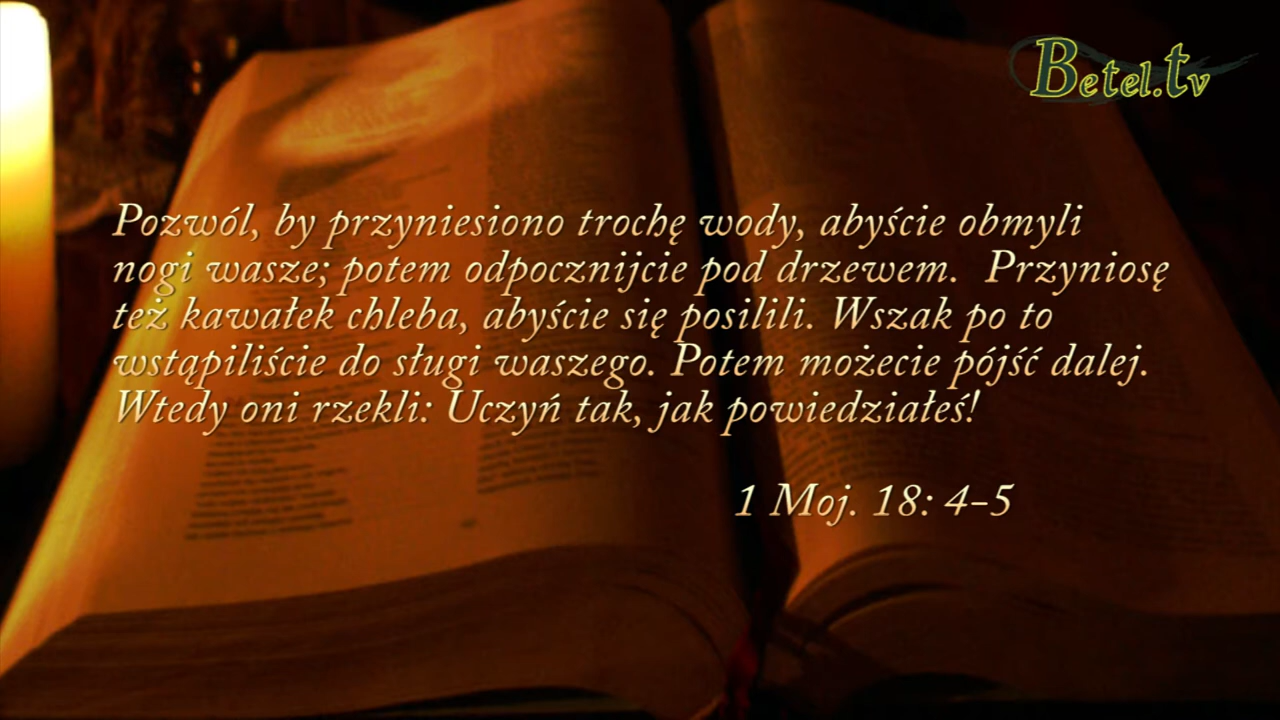 Betel.tv
Pozwól, by przyniesiono trochę wody, abyście obmyli
nogi wasze; potem odpocznijcie pod drzewem. Przyniosę
też kawałek chleba, abyście się posilili. Wszak po to
wstąpiliście do sługi waszego. Potem możecie pójść dalej.
Wtedy oni rzekli: Uczyń tak, jak powiedziałeś!
1 Moj. 18: 4-5